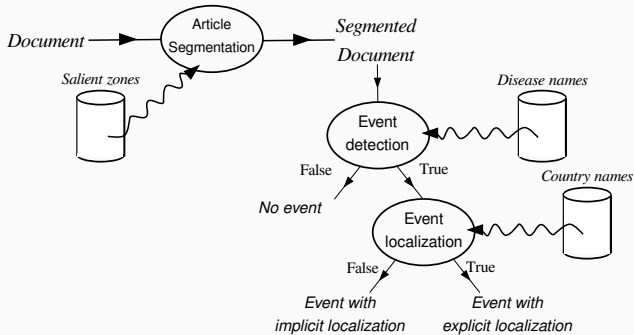 Article
Segmentation
Document
Segmented
Document
Salient zones
Disease names
Event
detection
False
True
Country names
No event
Event
localization
False
True
Event with
implicit localization
Event with
explicit localization